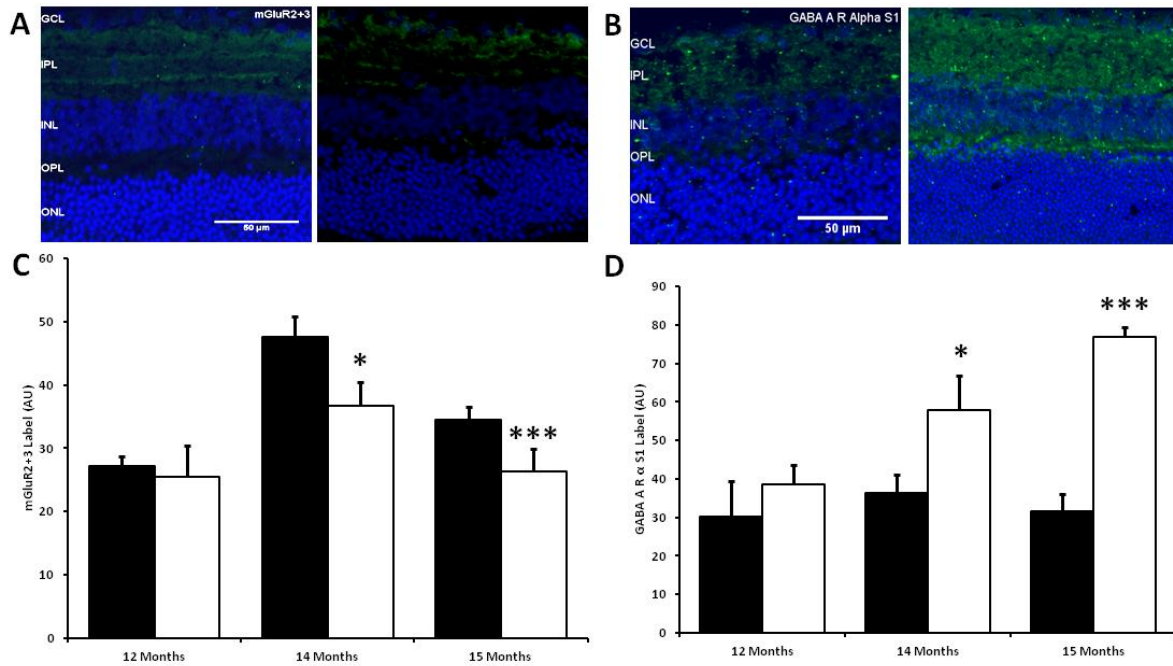 A
mGluR2+3
GCL
IPL
INL
OPL
ONL
50 µm
B
GABA A R Alpha S1
GCL
IPL
INL
OPL
ONL
50 µm
C
mGluR2+3 Label (AU)
60
50
40
30
20
10
0
*
***
12 Months
14 Months
15 Months
D
GABA A R α S1 Label (AU)
90
80
70
60
50
40
30
20
10
0
*
***
12 Months
14 Months
15 Months